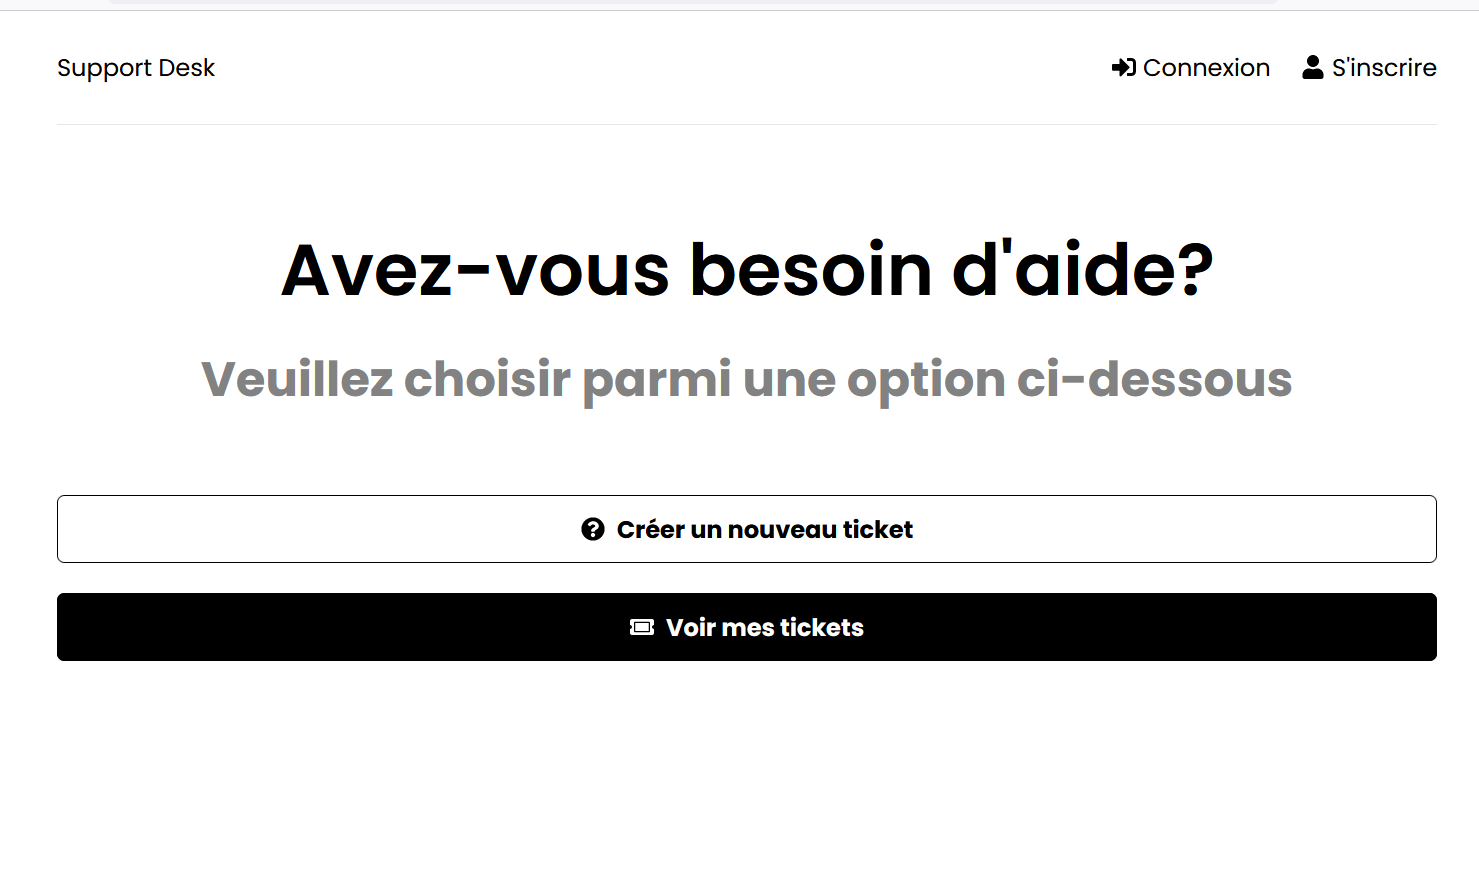 Support Desk
Connexion
S'inscrire
Avez-vous besoin d'aide?
Veuillez choisir parmi une option ci-dessous
Créer un nouveau ticket
Voir mes tickets